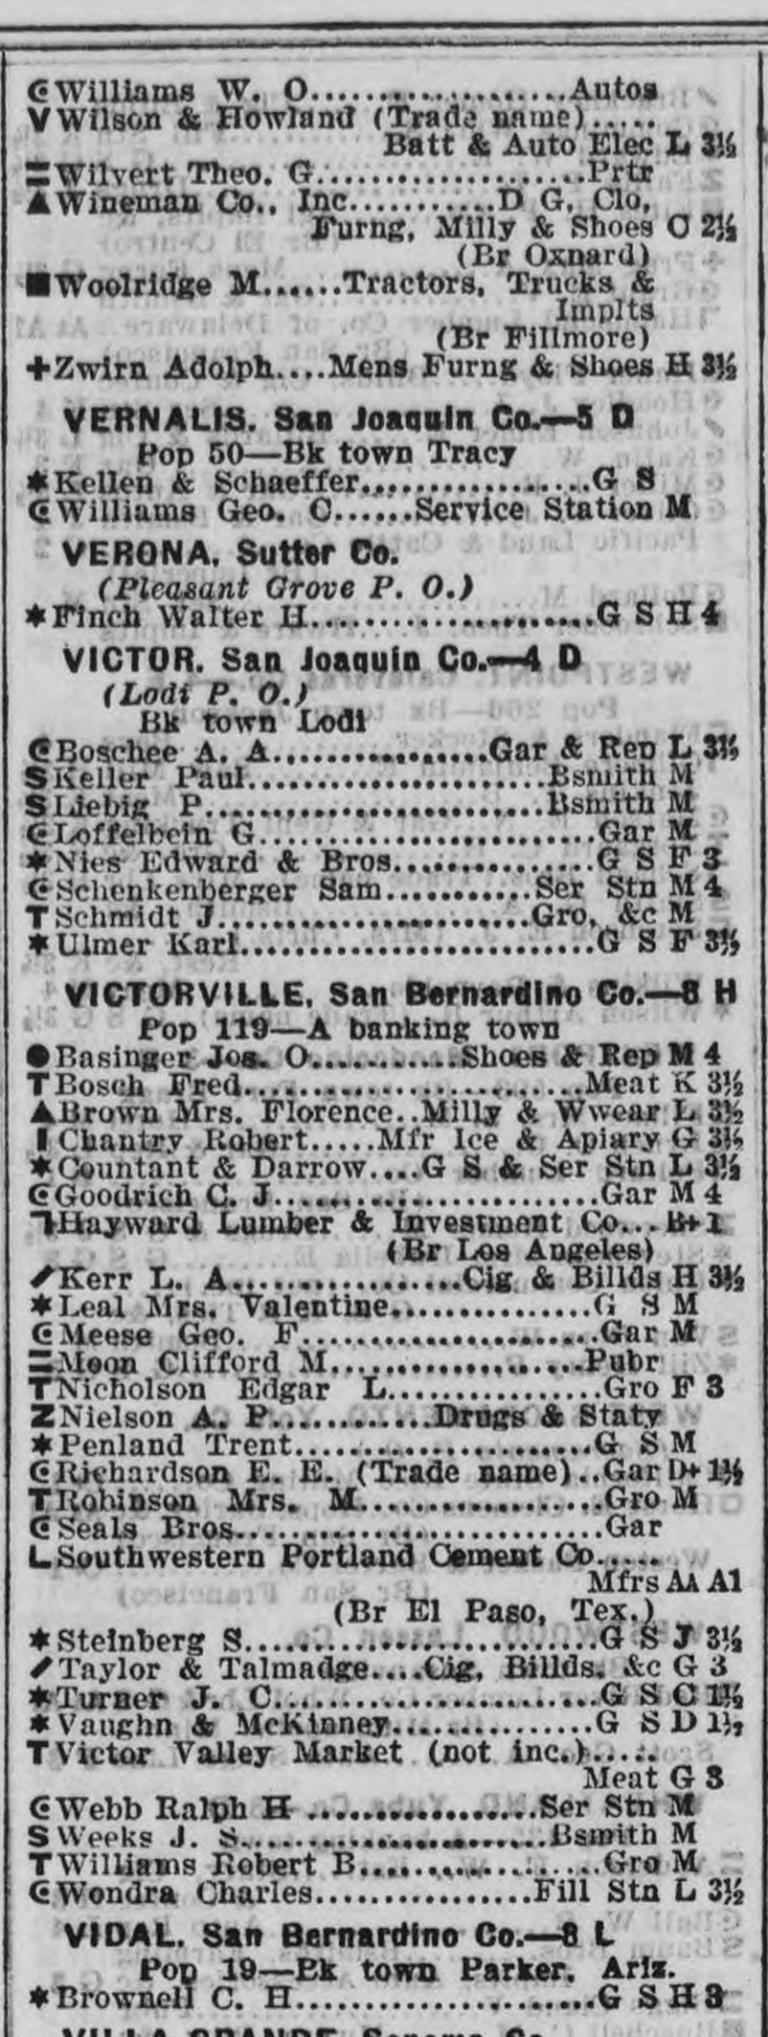 Williams W. O...................Autos
V Wilson & Howland (Trade name).....
Batt & Auto Elec L 3½
Wilvert Theo. G.....................Prtr
▲ Wineman Co., Inc...........D G, Clo,
Furng, Milly & Shoes C 2½
(Br Oxnard)
■ Woolridge M......Tractors, Trucks &
Implts
(Br Fillmore)
+ Zwirn Adolph....Mens Furng & Shoes H 3½
VERNALIS, San Joaquin Co.—5 D
Pop 50—Bk town Tracy
* Kellen & Schaeffer.................G S
Williams Geo. C......Service Station M
VERONA, Sutter Co.
(Pleasant Grove P. O.)
* Finch Walter H.....................G S H 4
VICTOR, San Joaquin Co.—4 D
(Lodi P. O.)
Bk town Lodi
Boschee A. A................Gar & Rep L 3½
S Keller Paul......................Bsmith M
S Liebig P.........................Bsmith M
Loffelbein G.........................Gar M
* Nies Edward & Bros...............G S F 3
Schenkenberger Sam...........Ser Stn M 4
T Schmidt J.......................Gro, &c M
* Ulmer Karl..........................G S F 3½
VICTORVILLE, San Bernardino Co.—8 H
Pop 119—A banking town
● Basinger Jos. O...........Shoes & Rep M 4
T Bosch Fred.........................Meat K 3½
▲ Brown Mrs. Florence..Milly & Wwear L 3½
Chantry Robert.....Mfr Ice & Apiary G 3½
* Countant & Darrow....G S & Ser Stn L 3½
Goodrich C. J........................Gar M 4
Hayward Lumber & Investment Co...B+ 1
(Br Los Angeles)
Kerr L. A.................Cig & Billds H 3½
* Leal Mrs. Valentine...............G S M
Meese Geo. F......................Gar M
Moon Clifford M...................Pubr
T Nicholson Edgar L................Gro F 3
Z Nielson A. P............Drugs & Staty
* Penland Trent......................G S M
Richardson E. E. (Trade name)..Gar D+ 1½
T Robinson Mrs. M..................Gro M
Seals Bros...........................Gar
L Southwestern Portland Cement Co.....
Mfrs AA A1
(Br El Paso, Tex.)
* Steinberg S..........................G S J 3½
Taylor & Talmadge....Cig, Billds, &c G 3
* Turner J. C........................G S C 1½
* Vaughn & McKinney...............G S D 1½
T Victor Valley Market (not inc.).....
Meat G 3
Webb Ralph H .................Ser Stn M
S Weeks J. S.......................Bsmith M
T Williams Robert B..................Gro M
Wondra Charles................Fill Stn L 3½
VIDAL, San Bernardino Co.—8 L
Pop 19—Bk town Parker, Ariz.
* Brownell C. H......................G S H 3